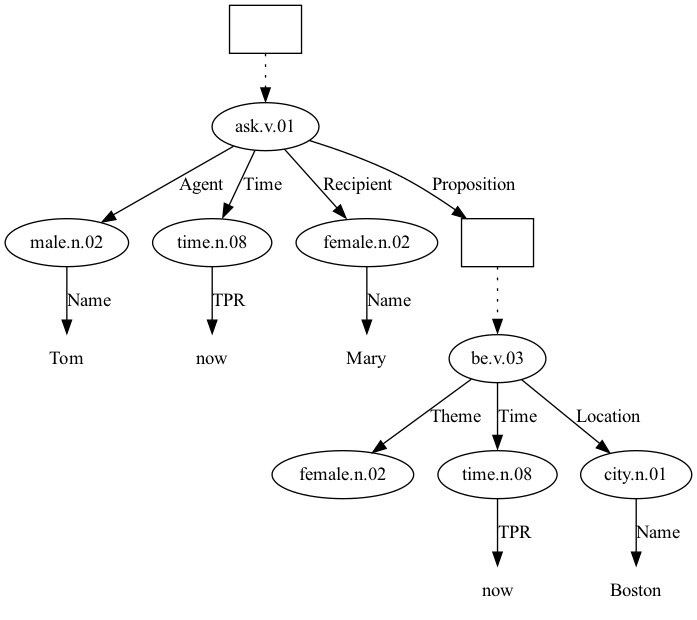 ask.v.01
Agent
Time
Recipient
Proposition
male.n.02
time.n.08
female.n.02
Name
TPR
Name
Tom
now
Mary
be.v.03
Theme
Time
Location
female.n.02
time.n.08
city.n.01
TPR
Name
now
Boston